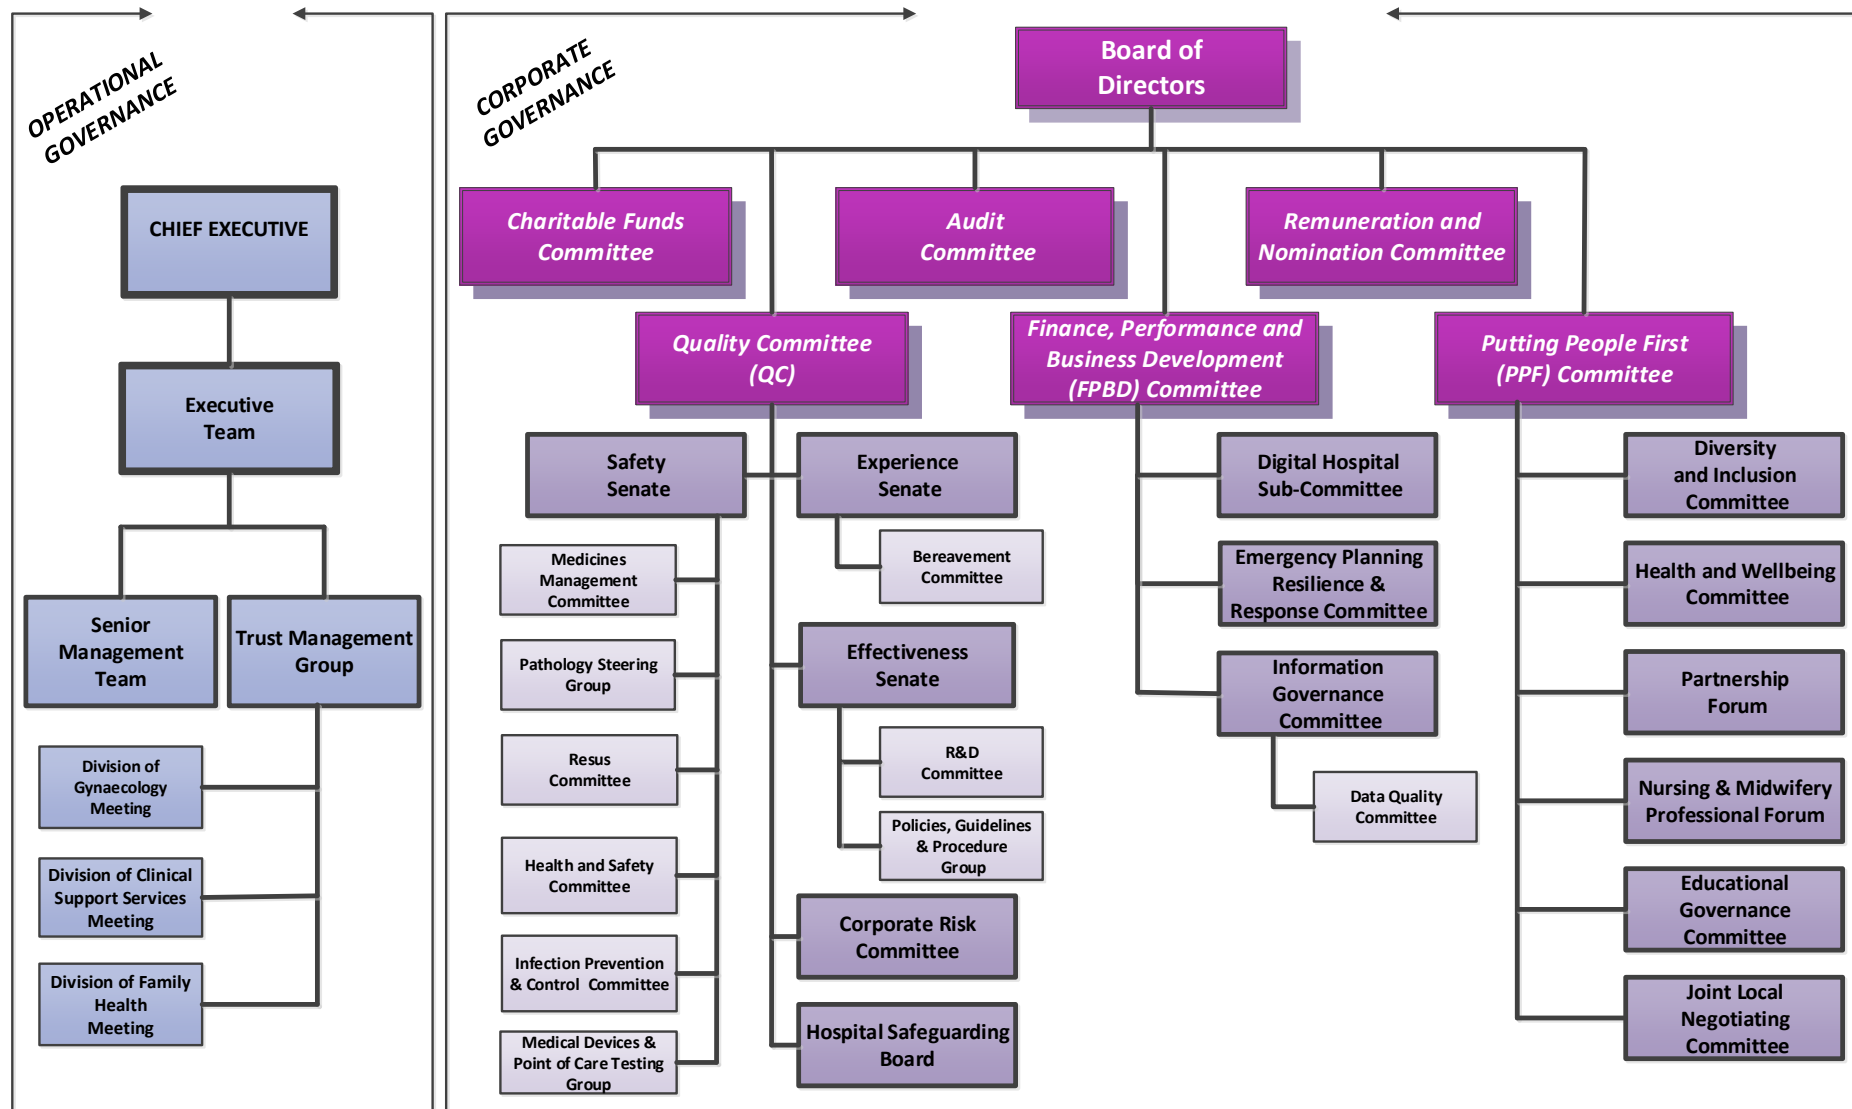 OPERATIONAL
GOVERNANCE
CHIEF EXECUTIVE
Executive
Team
Senior
Management
Team
Trust Management
Group
Division of
Gynaecology
Meeting
Division of Clinical
Support Services
Meeting
Division of Family
Health
Meeting
CORPORATE
GOVERNANCE
Board of
Directors
Charitable Funds
Committee
Audit
Committee
Remuneration and
Nomination Committee
Quality Committee
(QC)
Finance, Performance and
Business Development
(FPBD) Committee
Putting People First
(PPF) Committee
Safety
Senate
Medicines
Management
Committee
Pathology Steering
Group
Resus
Committee
Health and Safety
Committee
Infection Prevention
& Control Committee
Medical Devices &
Point of Care Testing
Group
Experience
Senate
Bereavement
Committee
Effectiveness
Senate
R&D
Committee
Policies, Guidelines
& Procedure
Group
Corporate Risk
Committee
Hospital Safeguarding
Board
Digital Hospital
Sub-Committee
Emergency Planning
Resilience &
Response Committee
Information
Governance
Committee
Data Quality
Committee
Diversity
and Inclusion
Committee
Health and Wellbeing
Committee
Partnership
Forum
Nursing & Midwifery
Professional Forum
Educational
Governance
Committee
Joint Local
Negotiating
Committee